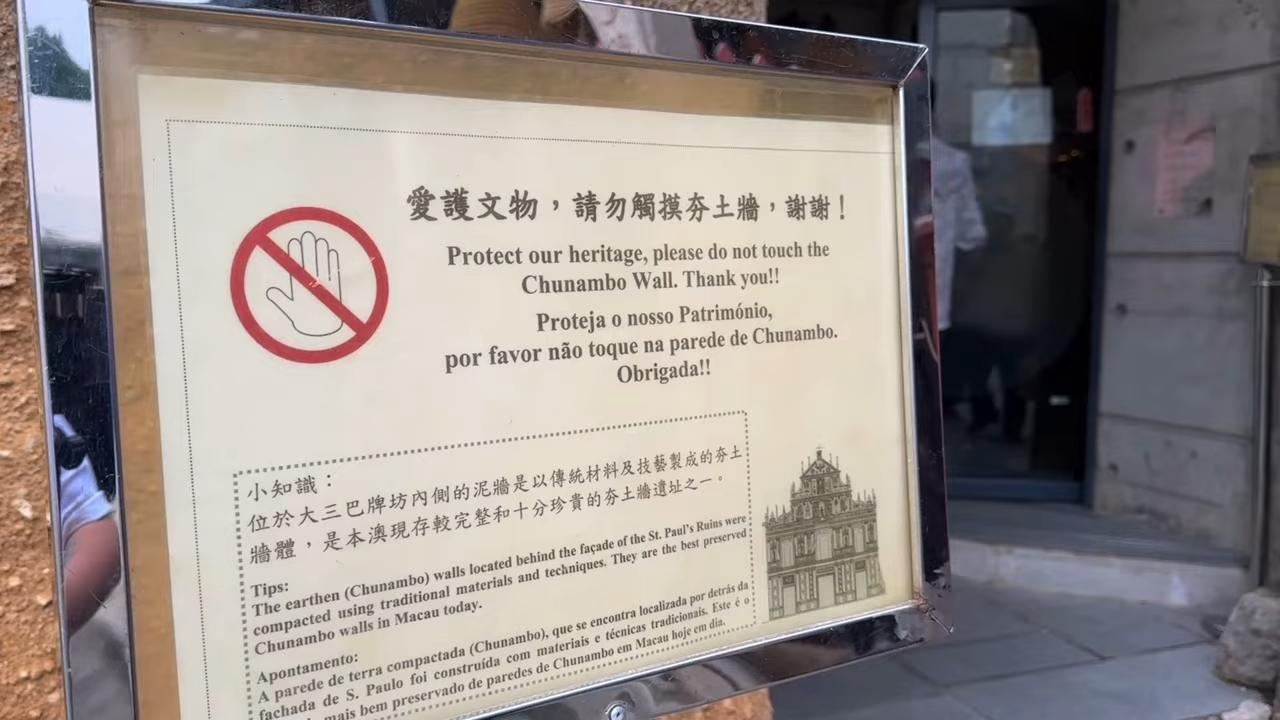 愛護文物，請勿觸摸夯土牆，謝謝！
Protect our heritage, please do not touch the
Chunambo Wall. Thank you!!
Proteja o nosso Património,
por favor não toque na parede de Chunambo.
Obrigada!!
小知識：
位於大三巴牌坊內側的泥牆是以傳統材料及技藝製成的夯土
牆體，是本澳現存較完整和十分珍貴的夯土牆遺址之一。
Tips:
The earthen (Chunambo) walls located behind the façade of the St. Paul's Ruins were
compacted using traditional materials and techniques. They are the best preserved
Chunambo walls in Macau today.
Apontamento:
A parede de terra compactada (Chunambo), que se encontra localizada por detrás da
fachada de S. Paulo foi construída com materiais e técnicas tradicionais. Este é o
mais bem preservado de paredes de Chunambo em Macau hoje em dia.